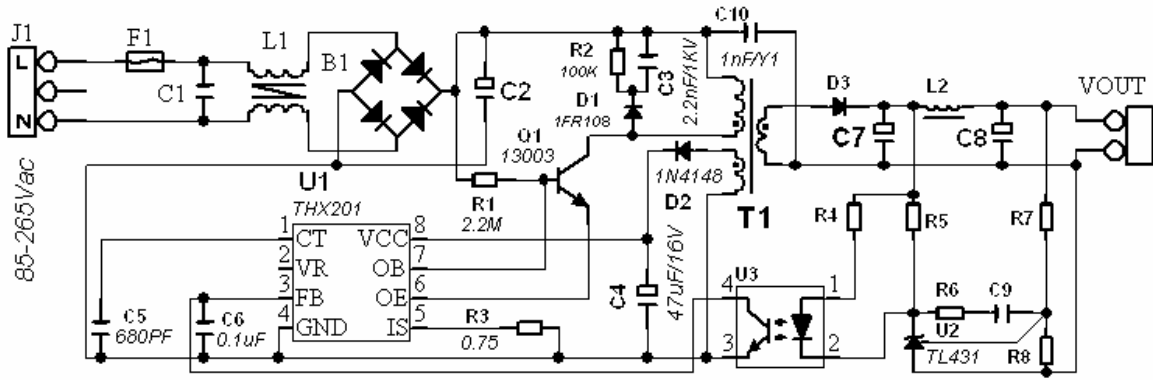 J1
L
N
85-265Vac
F1
C1
L1
B1
C2
R2
100K
C3
2.2nF/1KV
D1
1FR108
C10
1nF/Y1
Q1
13003
R1
2.2M
1N4148
D2
T1
D3
C7
L2
C8
VOUT
U1
THX201
1 CT VCC 8
2 VR OB 7
3 FB OE 6
4 GND IS 5
C5
680PF
C6
0.1uF
R3
0.75
C4
47uF/16V
U3
4 1
3 2
R4
R5
R7
R6
C9
U2
TL431
R8